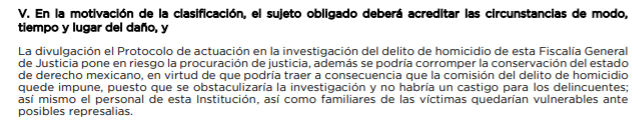 V. En la motivación de la clasificación, el sujeto obligado deberá acreditar las circunstancias de modo,
tiempo y lugar del daño, y
La divulgación el Protocolo de actuación en la investigación del delito de homicidio de esta Fiscalía General
de Justicia pone en riesgo la procuración de justicia, además se podría corromper la conservación del estado
de derecho mexicano, en virtud de que podría traer a consecuencia que la comisión del delito de homicidio
quede impune, puesto que se obstaculizaría la investigación y no habría un castigo para los delincuentes;
así mismo el personal de esta Institución, así como familiares de las víctimas quedarían vulnerables ante
posibles represalias.